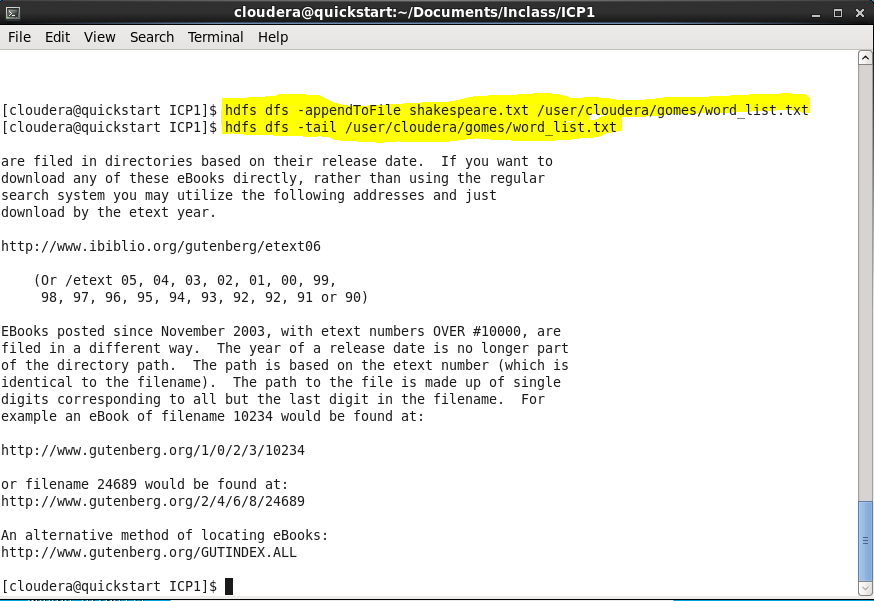 cloudera@quickstart:~/Documents/Inclass/ICP1
File Edit View Search Terminal Help
[cloudera@quickstart ICP1]$ hdfs dfs -appendToFile shakespeare.txt /user/cloudera/gomes/word_list.txt
[cloudera@quickstart ICP1]$ hdfs dfs -tail /user/cloudera/gomes/word_list.txt
are filed in directories based on their release date.  If you want to
download any of these eBooks directly, rather than using the regular
search system you may utilize the following addresses and just
download by the etext year.
http://www.ibiblio.org/gutenberg/etext06
    (Or /etext 05, 04, 03, 02, 01, 00, 99,
     98, 97, 96, 95, 94, 93, 92, 92, 91 or 90)
EBooks posted since November 2003, with etext numbers OVER #10000, are
filed in a different way.  The year of a release date is no longer part
of the directory path.  The path is based on the etext number (which is
identical to the filename).  The path to the file is made up of single
digits corresponding to all but the last digit in the filename.  For
example an eBook of filename 10234 would be found at:
http://www.gutenberg.org/1/0/2/3/10234
or filename 24689 would be found at:
http://www.gutenberg.org/2/4/6/8/24689
An alternative method of locating eBooks:
http://www.gutenberg.org/GUTINDEX.ALL
[cloudera@quickstart ICP1]$